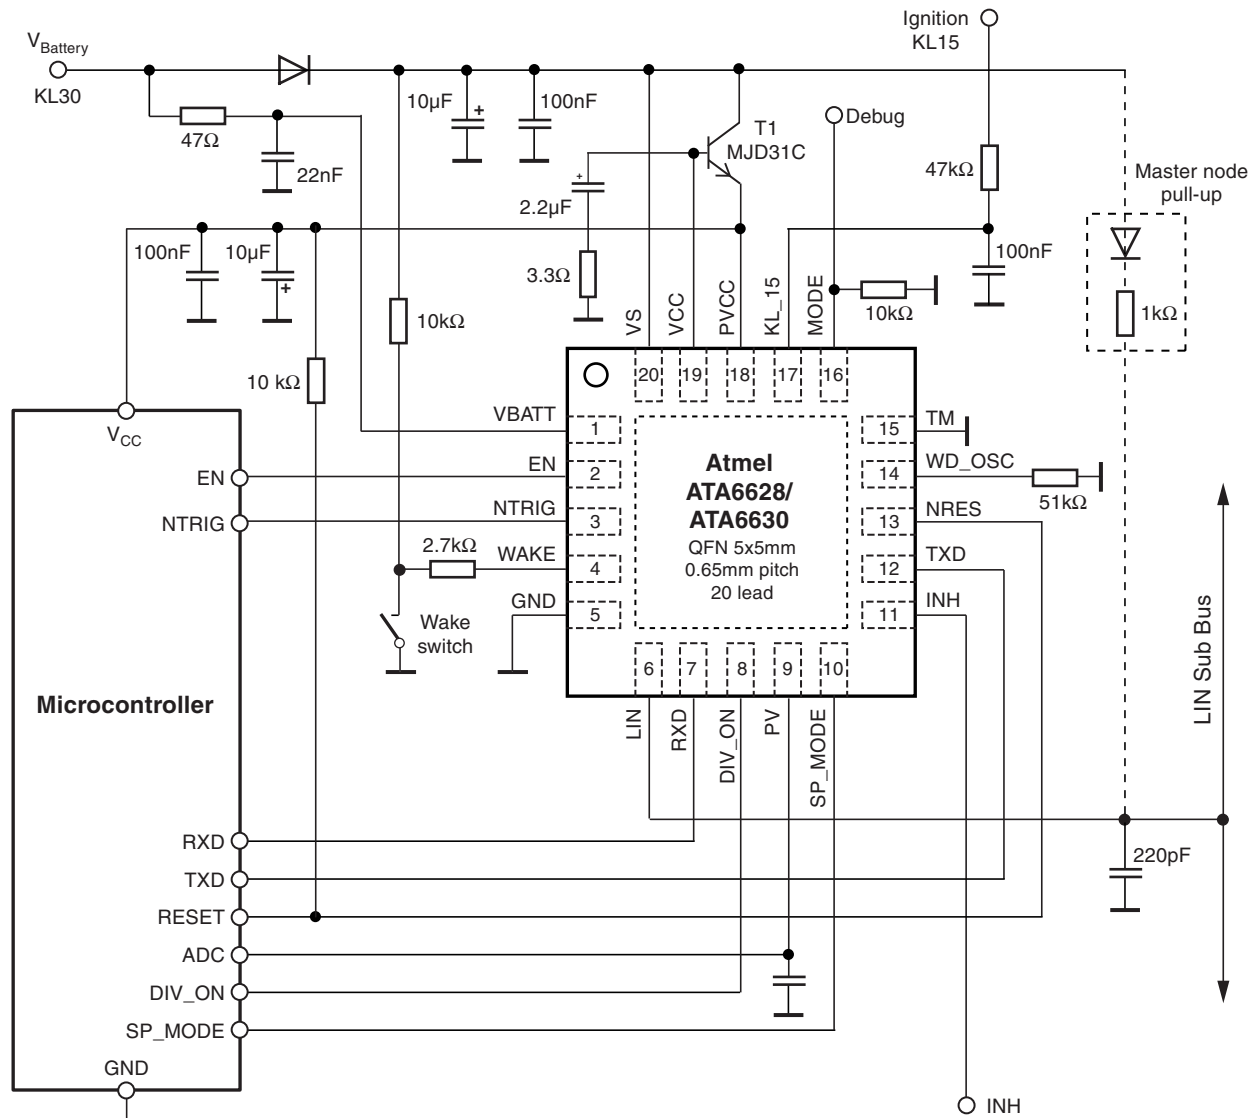 Ignition
KL15
VBattery
KL30
47Ω
22nF
10µF
+
100nF
T1
MJD31C
Debug
47kΩ
Master node
pull-up
+
2.2µF
3.3Ω
100nF
10µF
+
100nF
10kΩ
10kΩ
1kΩ
10 kΩ
VS
VCC
PVCC
KL_15
MODE
20
19
18
17
16
VBATT
1
EN
2
NTRIG
3
WAKE
4
GND
5
2.7kΩ
Wake
switch
Atmel
ATA6628/
ATA6630
QFN 5x5mm
0.65mm pitch
20 lead
15
TM
14
WD_OSC
51kΩ
13
NRES
12
TXD
11
INH
6
7
8
9
10
LIN
RXD
DIV_ON
PV
SP_MODE
LIN Sub Bus
220pF
VCC
EN
NTRIG
Microcontroller
RXD
TXD
RESET
ADC
DIV_ON
SP_MODE
GND
INH